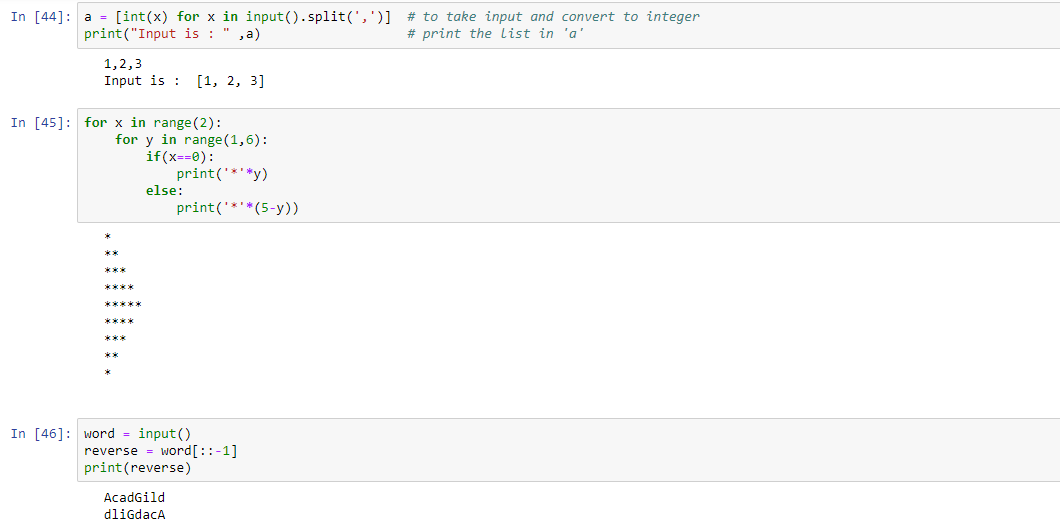 In [44]: a = [int(x) for x in input().split(',')]  # to take input and convert to integer
print("Input is : " ,a)                   # print the list in 'a'
1,2,3
Input is :  [1, 2, 3]
In [45]: for x in range(2):
    for y in range(1,6):
        if(x==0):
            print('*'*y)
        else:
            print('*'*(5-y))
*
**
***
****
*****
****
***
**
*
In [46]: word = input()
reverse = word[::-1]
print(reverse)
AcadGild
dliGdacA